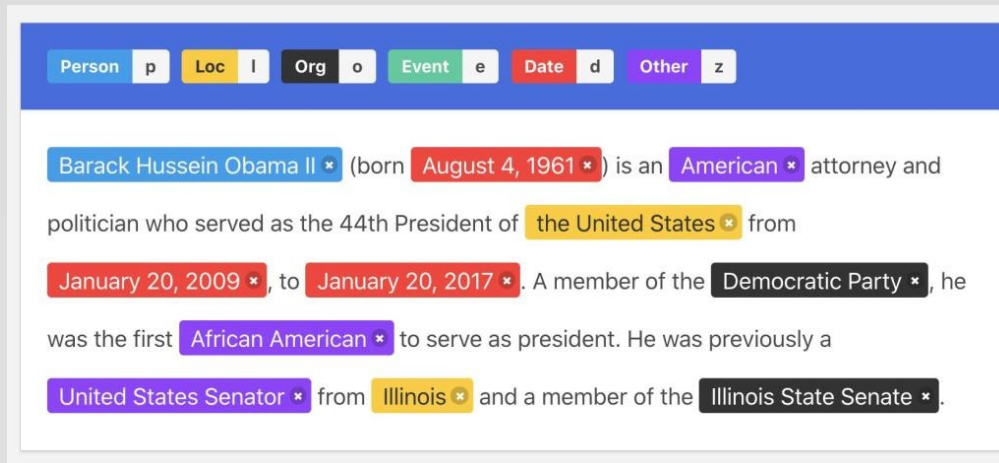 Person p Loc l Org o Event e Date d Other z
Barack Hussein Obama II (born August 4, 1961) is an American attorney and
politician who served as the 44th President of the United States from
January 20, 2009, to January 20, 2017. A member of the Democratic Party, he
was the first African American to serve as president. He was previously a
United States Senator from Illinois and a member of the Illinois State Senate.